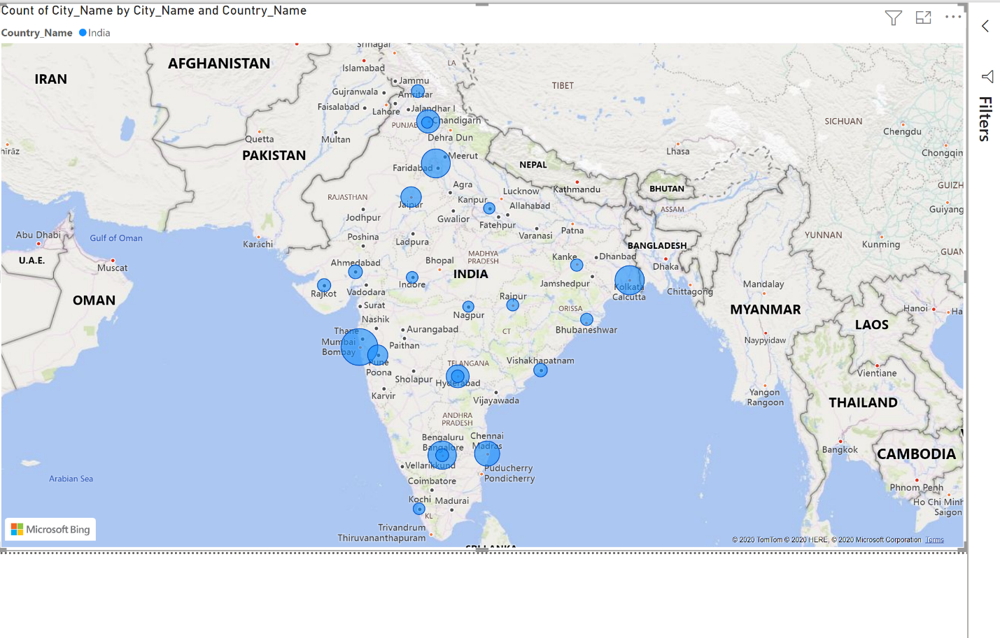 Count of City_Name by City_Name and Country_Name
Country_Name India
Filters
Srinagar
LA
AFGHANISTAN
Islamabad
IRAN
Jammu
TIBET
Gujranwala
Amritsar
Faisalabad
Lahore
Jalandhar I
PUNJAB
Chandigarh
SICHUAN
Chengdu
Quetta
Multan
Dehra Dun
hīrāz
Lhasa
Chongqin
PAKISTAN
Meerut
NEPAL
Faridabad
Agra
Lucknow
Kathmandu
BHUTAN
GUIZH
RAJASTHAN
Kanpur
Jaipur
Allahabad
ASSAM
Guiyang
Jodhpur
Gwalior
Fatehpur
Patna
Abu Dhabi
Gulf of Oman
Varanasi
YUNNAN
Poshina
Ladpura
Karachi
BANGLADESH
Kunming
GUAN
U.A.E.
Muscat
Ahmedabad
Bhopal
MADHYA
PRADESH
Kanke
Dhanbad
Dhaka
INDIA
Indore
Jamshedpur
Mandalay
Rajkot
Vadodara
Kolkata
Calcutta
Chittagong
OMAN
Surat
Raipur
ORISSA
MYANMAR
Hanoi
Ha
Nashik
Nagpur
LAOS
Thane
Mumbai
Bombay
Aurangabad
CT
Bhubaneshwar
Paithan
Naypyidaw
Pune
Poona
TELANGANA
Vishakhapatnam
Vientiane
Sholapur
Hyderabad
Karvir
Vijayawada
Yangon
Rangoon
THAILAND
ANDHRA
PRADESH
Bengaluru
Bangalore
Chennai
Madras
Bangkok
CAMBODIA
Vellarikkund
Puducherry
Pondicherry
Arabian Sea
Coimbatore
Phnom Penh
Kochi
Madurai
Ho Chi Minh
Saigon
KL
Trivandrum
Thiruvananthapuram
Microsoft Bing
SRI LANKA
© 2020 TomTom © 2020 HERE, © 2020 Microsoft Corporation Terms